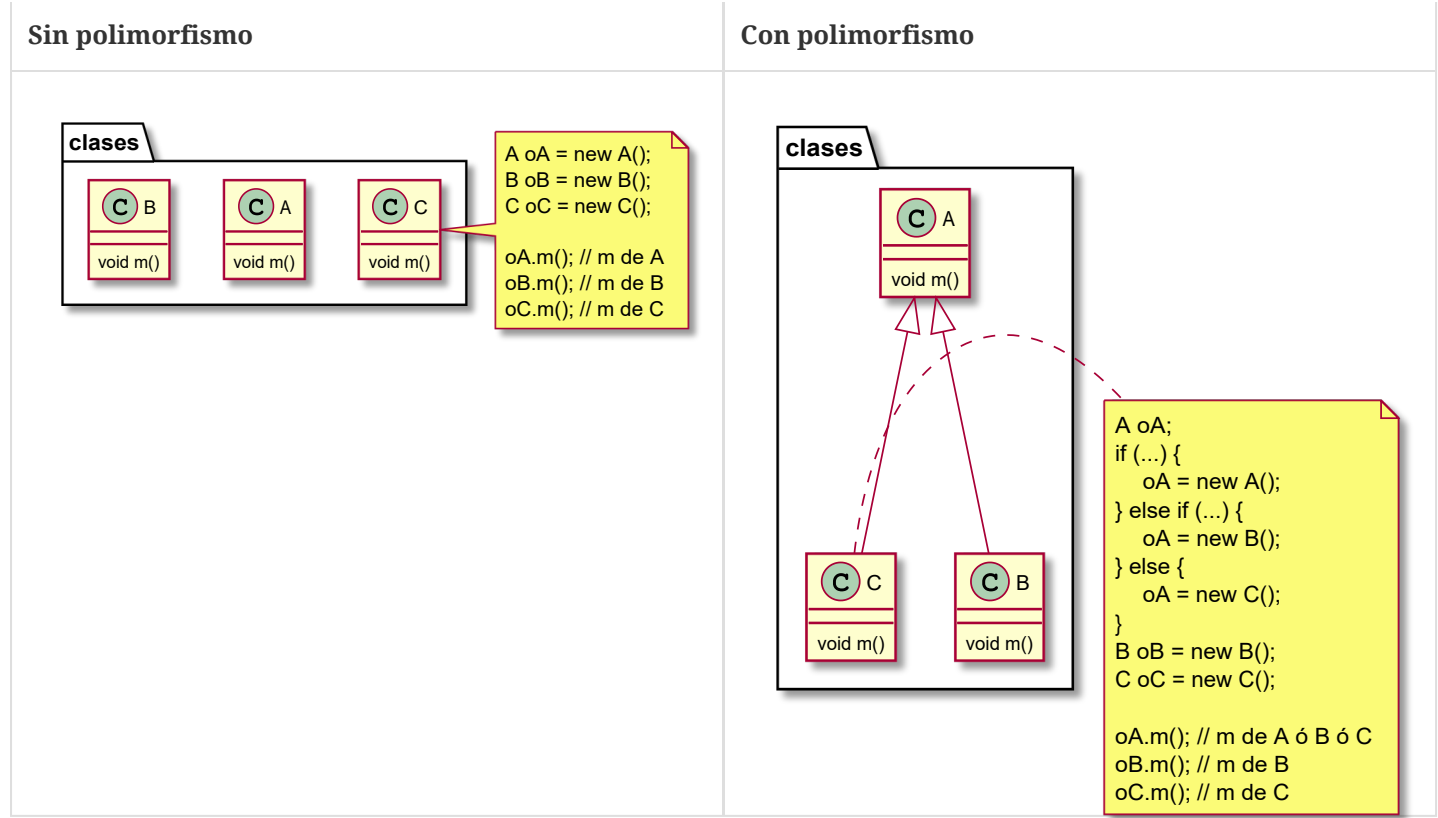 Sin polimorfismo
Con polimorfismo
clases
C B
void m()
C A
void m()
C C
void m()
A oA = new A();
B oB = new B();
C oC = new C();
oA.m(); // m de A
oB.m(); // m de B
oC.m(); // m de C
clases
C A
void m()
C C
void m()
C B
void m()
A oA;
if (...) {
oA = new A();
} else if (...) {
oA = new B();
} else {
oA = new C();
}
B oB = new B();
C oC = new C();
oA.m(); // m de A ó B ó C
oB.m(); // m de B
oC.m(); // m de C